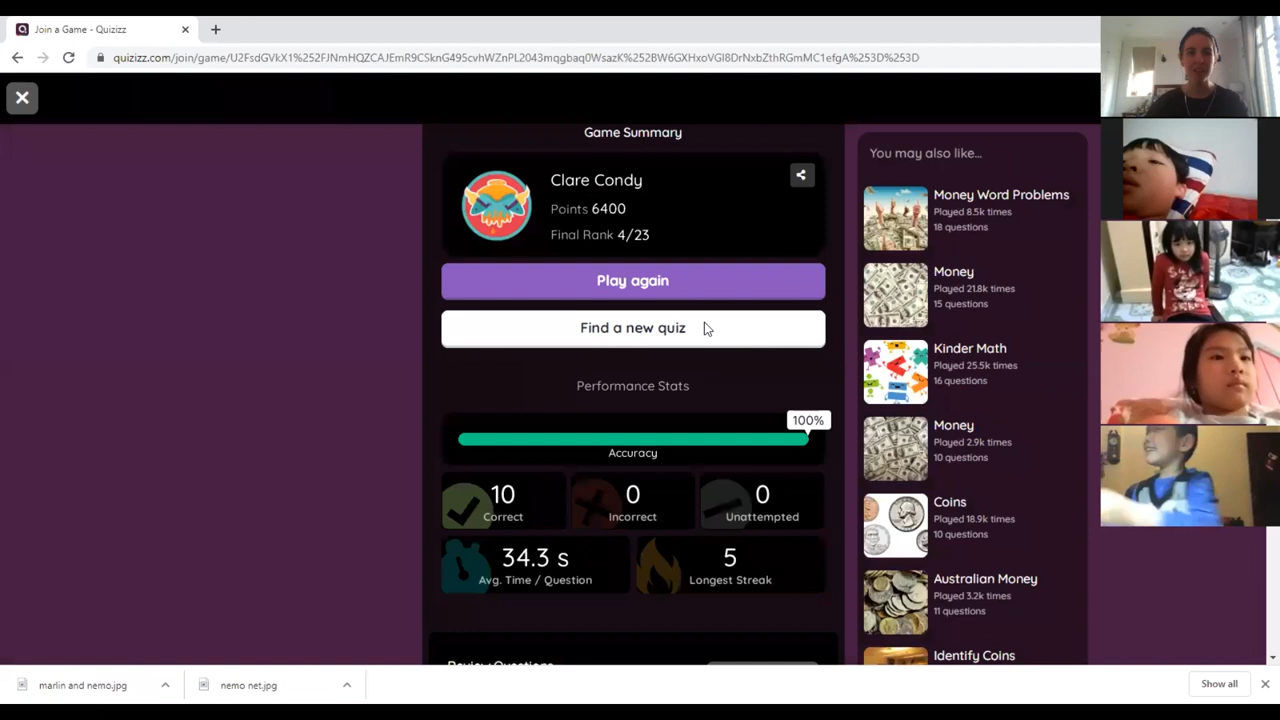 Join a Game - Quizizz
quizizz.com/join/game/U2FsdGVkX1%252FJNmHQZCAJEmR9CSknG495cvhWZnPL2043mqgbaq0WsazK%252BW6GXHxoVGl8DrNxbZthRGmMC1efgA%253D%253D
Game Summary
Clare Condy
Points 6400
Final Rank 4/23
Play again
Find a new quiz
Performance Stats
100%
Accuracy
10
Correct
0
Incorrect
0
Unattempted
34.3 s
Avg. Time / Question
5
Longest Streak
Review Questions
You may also like...
Money Word Problems
Played 8.5k times
18 questions
Money
Played 21.8k times
15 questions
Kinder Math
Played 25.5k times
16 questions
Money
Played 2.9k times
10 questions
Coins
Played 18.9k times
10 questions
Australian Money
Played 3.2k times
11 questions
Identify Coins
marlin and nemo.jpg
nemo net.jpg
Show all